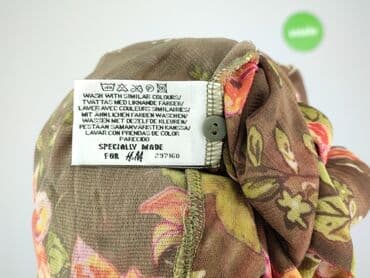 WASH WITH SIMILAR COLOURS/
TVÄTTAS MED LIKNANDE FÄRGER/
LAVER AVEC COULEURS SIMILAIRES/
MIT ÄHNLICHEN FARBEN WASCHEN/
WASSEN MET DEZELFDE KLEUREN/
PESTÄÄN SAMANVÄRISTEN KANSSA/
LAVAR CON PRENDAS DE COLOR
PARECIDO
SPECIALLY MADE
FOR H&M 297160